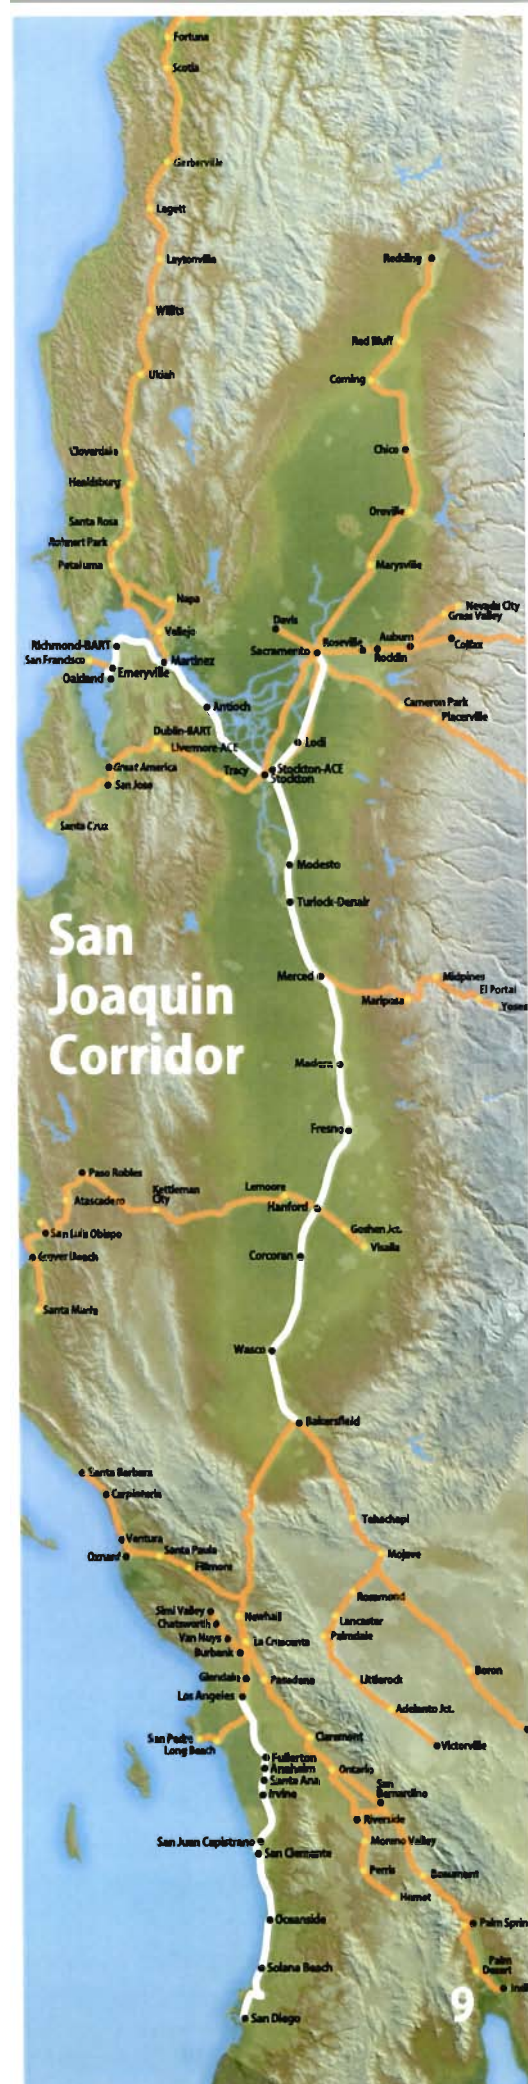 Fortuna
Scotia
Garberville
Legett
Laytonville
Redding
Willits
Red Bluff
Ukiah
Corning
Chico
Cloverdale
Healdsburg
Oroville
Santa Rosa
Rohnert Park
Petaluma
Marysville
Napa
Nevada City
Grass Valley
Davis
Vallejo
Auburn
Roseville
Colfax
Richmond-BART
Sacramento
Rocklin
San Francisco
Martinez
Emeryville
Oakland
Cameron Park
Antioch
Placerville
Dublin-BART
Lodi
Livermore-ACE
Great America
Tracy
Stockton-ACE
Stockton
San Jose
Santa Cruz
Modesto
Turlock-Denair
San
Joaquin
Corridor
Merced
Midpines
El Portal
Mariposa
Yosem
Madera
Fresno
Paso Robles
Kettleman
City
Lemoore
Atascadero
Hanford
Goshen Jct.
San Luis Obispo
Visalia
Grover Beach
Corcoran
Santa Maria
Wasco
Bakersfield
Santa Barbara
Carpinteria
Tehachapi
Ventura
Santa Paula
Mojave
Oxnard
Fillmore
Rosamond
Simi Valley
Newhall
Lancaster
Chatsworth
Palmdale
Van Nuys
La Crescenta
Burbank
Boron
Glendale
Pasadena
Littlerock
Los Angeles
Adelanto Jct.
San Pedro
Long Beach
Claremont
Victorville
Fullerton
Anaheim
Ontario
Santa Ana
San
Bernardino
Irvine
Riverside
San Juan Capistrano
Moreno Valley
San Clemente
Perris
Beaumont
Hemet
Oceanside
Palm Sprin
Solana Beach
Palm
Desert
Indi
9
San Diego